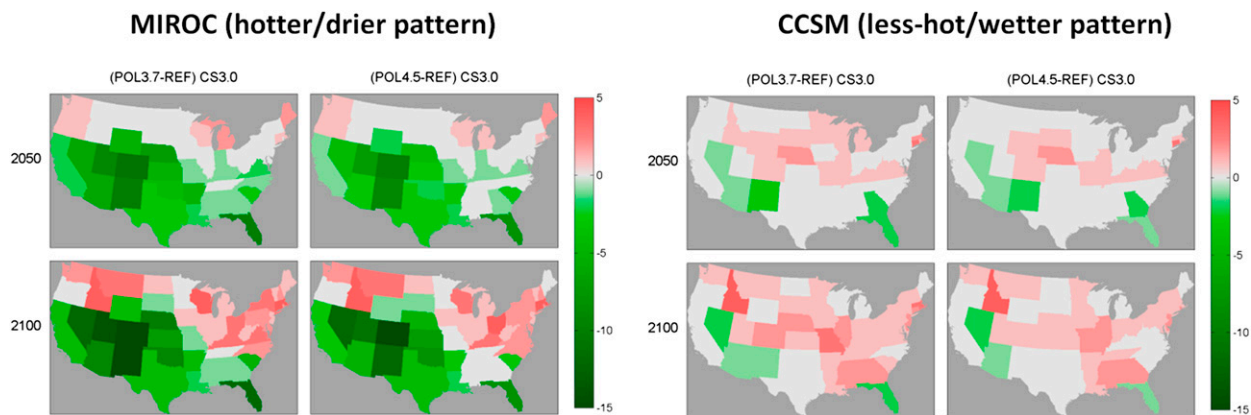 MIROC (hotter/drier pattern)
CCSM (less-hot/wetter pattern)
(POL3.7-REF) CS3.0
(POL4.5-REF) CS3.0
(POL3.7-REF) CS3.0
(POL4.5-REF) CS3.0
2050
2100
5
0
-5
-10
-15
2050
2100
5
0
-5
-10
-15